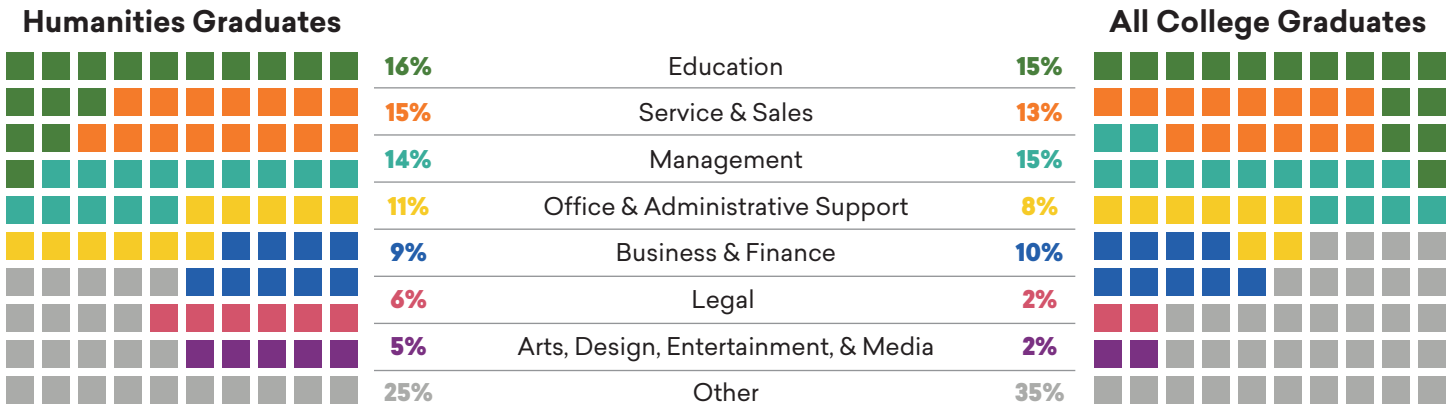 Humanities Graduates
All College Graduates
16% Education 15%
15% Service & Sales 13%
14% Management 15%
11% Office & Administrative Support 8%
9% Business & Finance 10%
6% Legal 2%
5% Arts, Design, Entertainment, & Media 2%
25% Other 35%